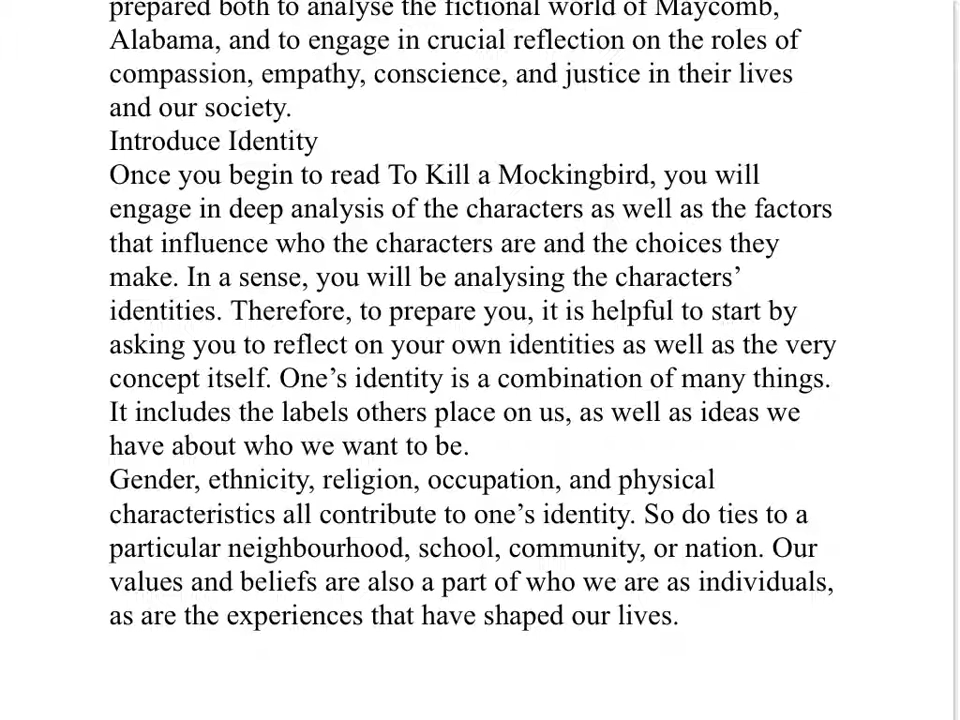 prepared both to analyse the fictional world of Maycomb,
Alabama, and to engage in crucial reflection on the roles of
compassion, empathy, conscience, and justice in their lives
and our society.
Introduce Identity
Once you begin to read To Kill a Mockingbird, you will
engage in deep analysis of the characters as well as the factors
that influence who the characters are and the choices they
make. In a sense, you will be analysing the characters’
identities. Therefore, to prepare you, it is helpful to start by
asking you to reflect on your own identities as well as the very
concept itself. One’s identity is a combination of many things.
It includes the labels others place on us, as well as ideas we
have about who we want to be.
Gender, ethnicity, religion, occupation, and physical
characteristics all contribute to one’s identity. So do ties to a
particular neighbourhood, school, community, or nation. Our
values and beliefs are also a part of who we are as individuals,
as are the experiences that have shaped our lives.